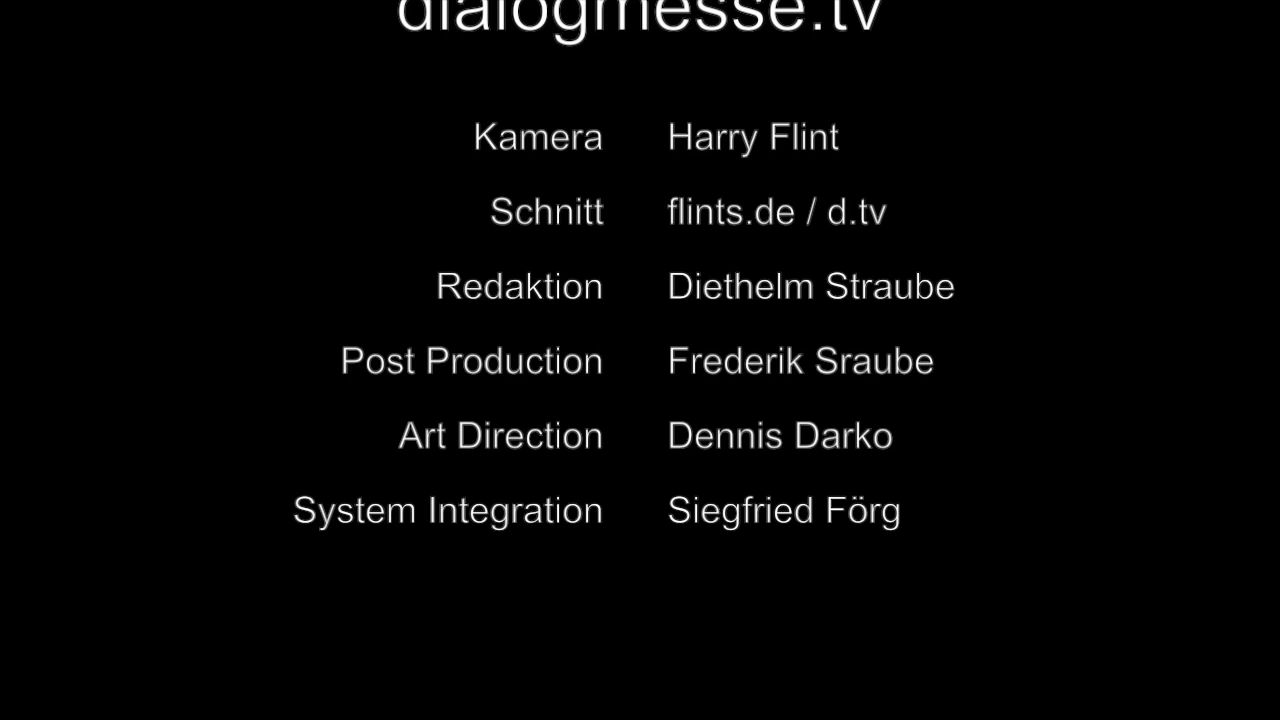 dialogmesse.tv
Kamera Harry Flint
Schnitt flints.de / d.tv
Redaktion Diethelm Straube
Post Production Frederik Sraube
Art Direction Dennis Darko
System Integration Siegfried Förg